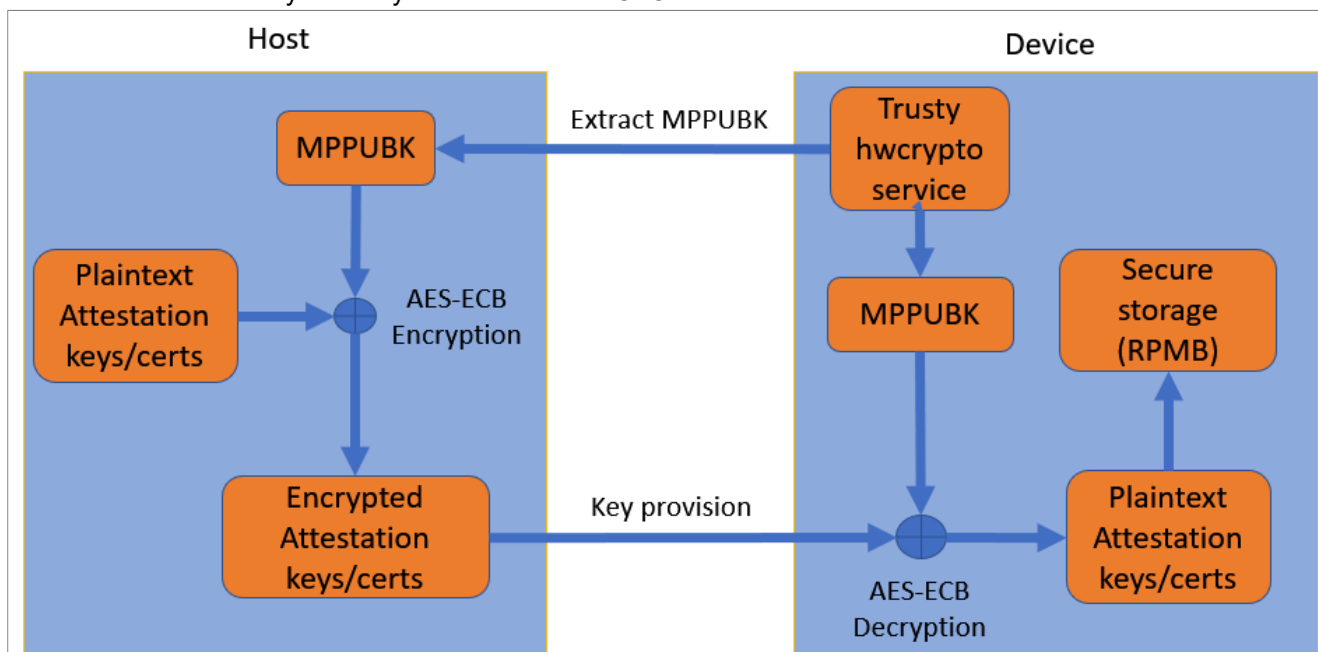 Host
Device
MPPUBK
Extract MPPUBK
Trusty
hwcrypto
service
Plaintext
Attestation
keys/certs
AES-ECB
Encryption
MPPUBK
Secure
storage
(RPMB)
Encrypted
Attestation
keys/certs
Key provision
AES-ECB
Decryption
Plaintext
Attestation
keys/certs